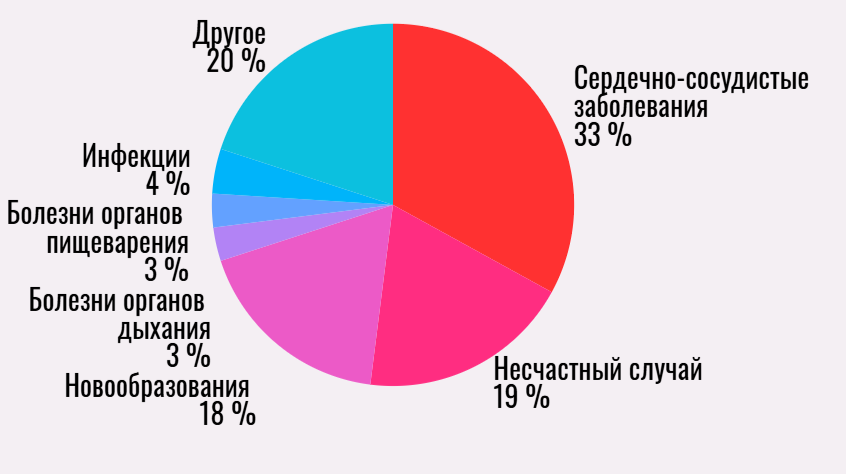 Другое
20 %
Сердечно-сосудистые
заболевания
33 %
Инфекции
4 %
Болезни органов
пищеварения
3 %
Болезни органов
дыхания
3 %
Несчастный случай
19 %
Новообразования
18 %